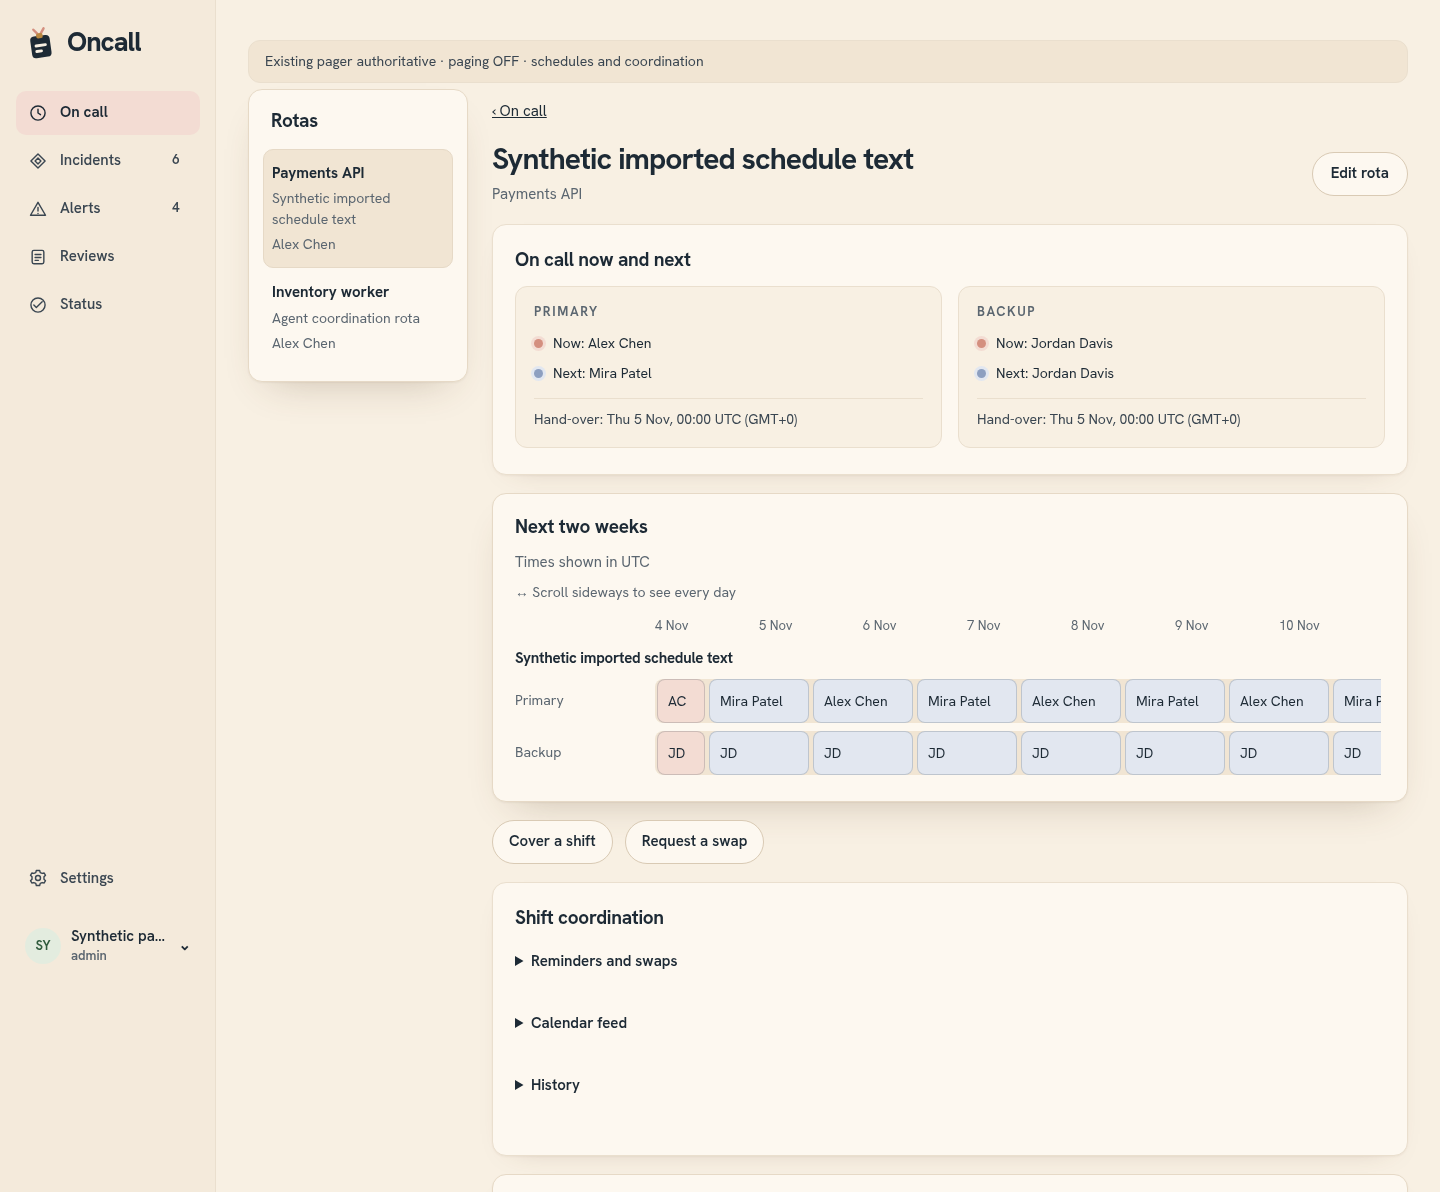 Oncall
On call
Incidents 6
Alerts 4
Reviews
Status
Settings
SY
Synthetic pa...
admin
Existing pager authoritative · paging OFF · schedules and coordination
Rotas
Payments API
Synthetic imported
schedule text
Alex Chen
Inventory worker
Agent coordination rota
Alex Chen
‹ On call
Synthetic imported schedule text
Payments API
Edit rota
On call now and next
PRIMARY
Now: Alex Chen
Next: Mira Patel
Hand-over: Thu 5 Nov, 00:00 UTC (GMT+0)
BACKUP
Now: Jordan Davis
Next: Jordan Davis
Hand-over: Thu 5 Nov, 00:00 UTC (GMT+0)
Next two weeks
Times shown in UTC
↔ Scroll sideways to see every day
4 Nov 5 Nov 6 Nov 7 Nov 8 Nov 9 Nov 10 Nov
Synthetic imported schedule text
Primary AC Mira Patel Alex Chen Mira Patel Alex Chen Mira Patel Alex Chen Mira
Backup JD JD JD JD JD JD JD JD
Cover a shift Request a swap
Shift coordination
▶ Reminders and swaps
▶ Calendar feed
▶ History